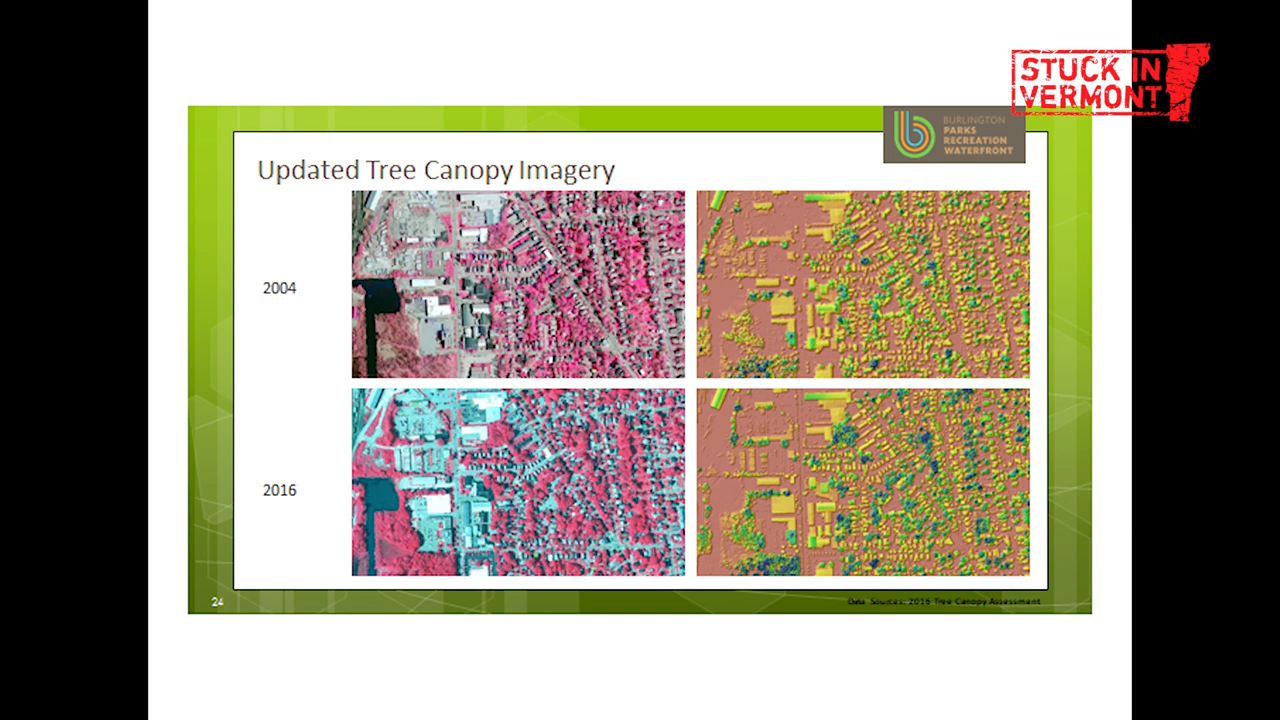 STUCK IN
VERMONT
BURLINGTON
PARKS
RECREATION
WATERFRONT
Updated Tree Canopy Imagery
2004
2016
24
Data Sources: 2016 Tree Canopy Assessment